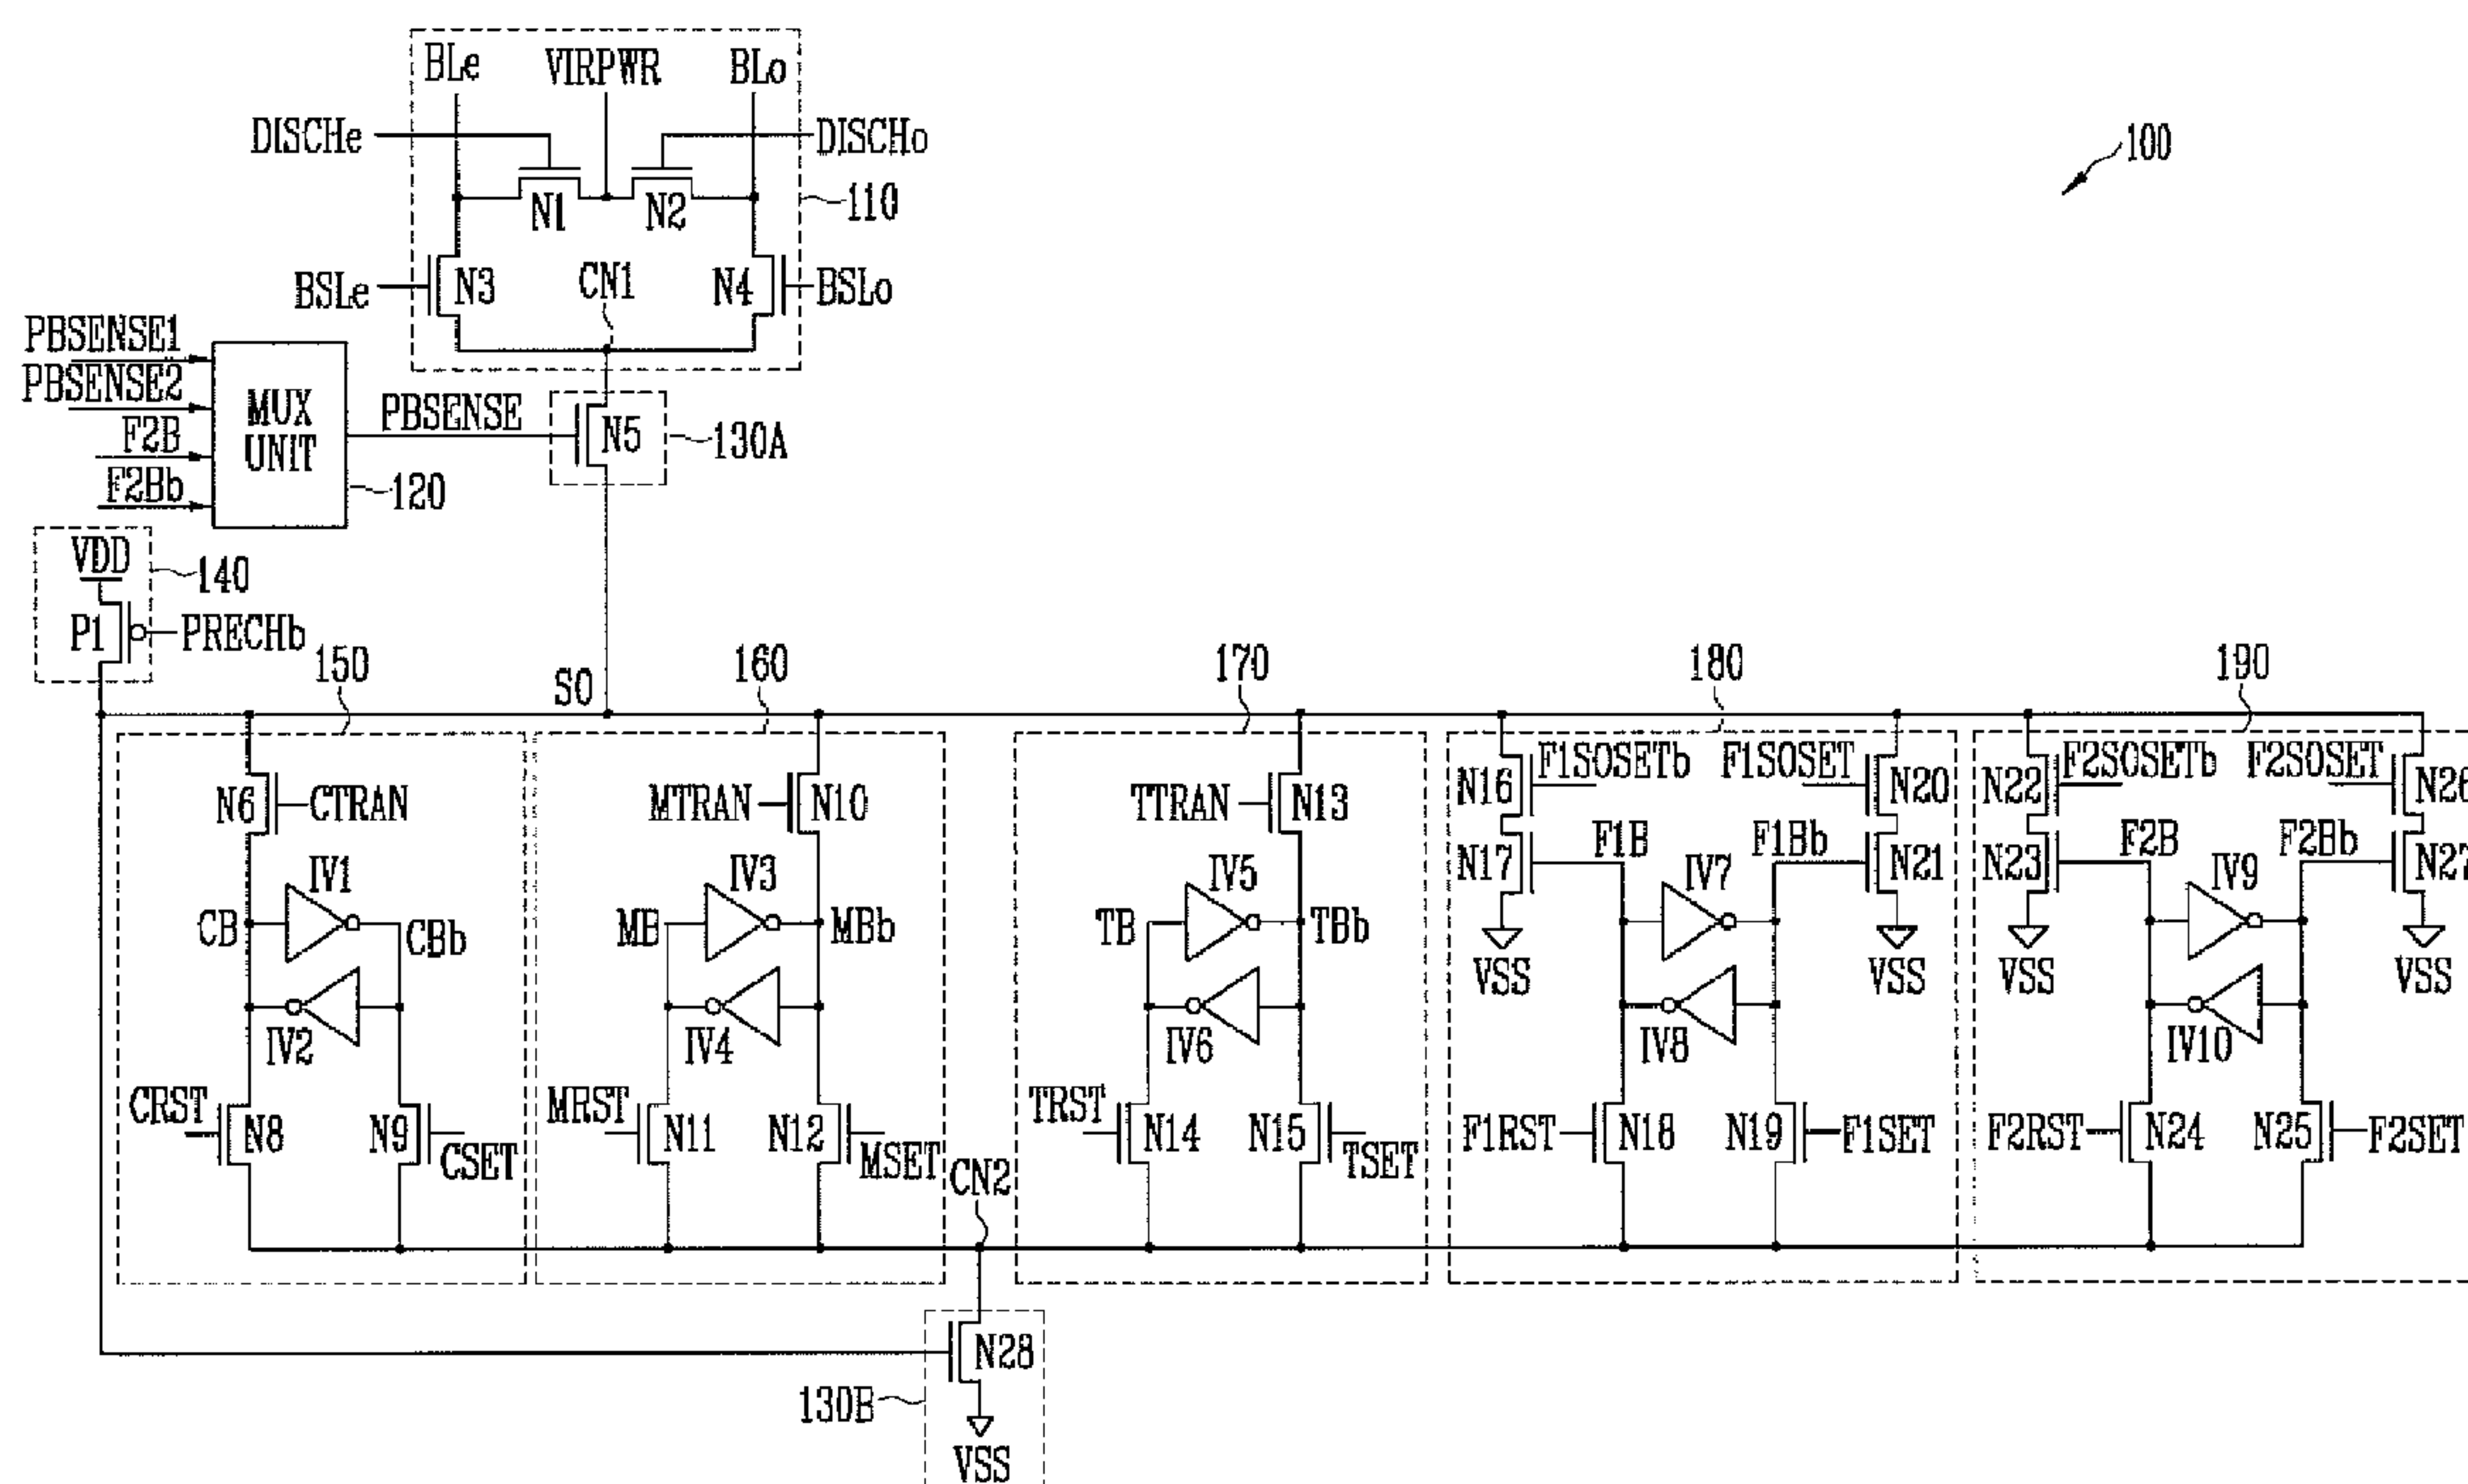 BLe VIRPWR BLo
DISCHe DISCHo
100
N1 N2
110
BSLe N3 CN1 N4 BSLo
PBSENSE1
PBSENSE2
F2B
F2Bb
MUX
UNIT
120
PBSENSE
N5
130A
VDD
140
P1
PRECHb
150 SO 160 170 180 190
N6 CTRAN
MTRAN N10
TTRAN N13
N16 F1SOSETb F1SOSET N20
N22 F2SOSETb F2SOSET N26
N17 F1B F1Bb N21
N23 F2B F2Bb N27
IV1 IV3 IV5 IV7 IV9
CB CBb MB MBb TB TBb
VSS VSS VSS VSS
IV2 IV4 IV6 IV8 IV10
CRST N8 N9 CSET
MRST N11 N12 MSET
CN2
TRST N14 N15 TSET
F1RST N18 N19 F1SET
F2RST N24 N25 F2SET
N28
130B
VSS